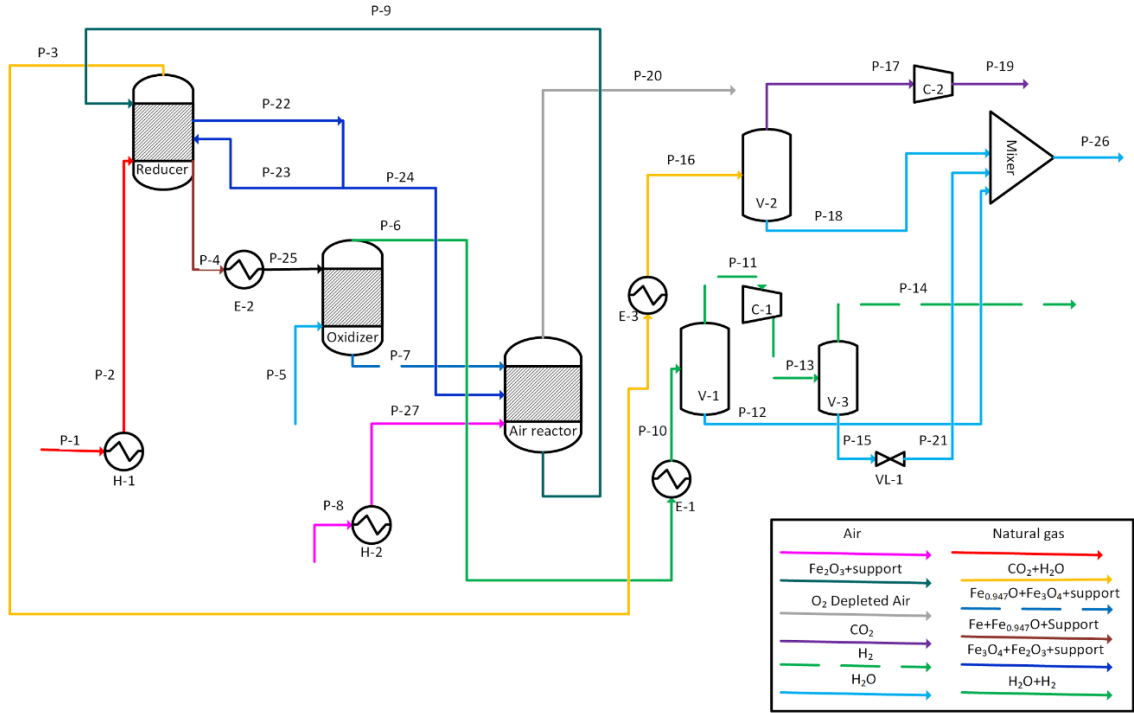 P-9
P-3
P-20
P-17
P-19
C-2
P-22
Reducer
P-23
P-24
P-16
V-2
P-18
Mixer
P-26
P-4
P-25
E-2
P-6
P-11
P-14
C-1
E-3
Oxidizer
P-7
P-5
P-2
P-13
V-1
V-3
P-12
P-27
Air reactor
P-1
H-1
P-10
P-15
P-21
VL-1
P-8
H-2
E-1
Air
Natural gas
Fe₂O₃+support
CO₂+H₂O
O₂ Depleted Air
Fe₀.₉₄₇O+Fe₃O₄+support
CO₂
Fe+Fe₀.₉₄₇O+Support
H₂
Fe₃O₄+Fe₂O₃+support
H₂O
H₂O+H₂